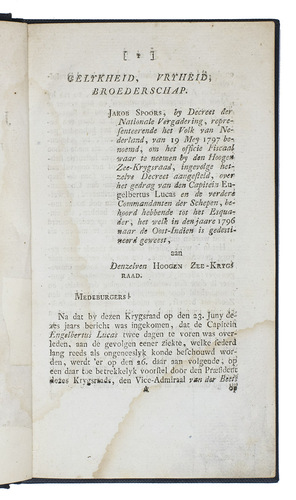 [ 1 ]
GELYKHEID, VRYHEID,
BROEDERSCHAP.
JAKOB SPOORS, by Decreet der
Nationale Vergadering, repre-
senteerende het Volk van Ne-
derland, van 19 Mey 1797 be-
noemd, om het officie Fiscaal
waar te neemen by den Hoogen
Zee-Krygsraad, ingevolge het-
zelve Decreet aangesteld, over
het gedrag van den Capitein En-
gelbertus Lucas en de verdere
Commandanten der Schepen, be-
hoord hebbende tot het Esqua-
der, het welk in den jaare 1796
naar de Oost-Indien is gedesti-
neerd geweest,
aan
Denzelven HOOGEN ZEE-KRYGS
RAAD.
MEDEBURGERS!
Na dat by dezen Krygsraad op den 23. Juny de-
zes jaars bericht was ingekomen, dat de Capitein
Engelbertus Lucas twee dagen te voren was over-
leden, aan de gevolgen eener ziekte, welke sederd
lang reeds als ongeneeslyk konde beschouwd wor-
den, werdt 'er op den 26. daar aan volgende, op
een daar toe betrekkelyk voorstel door den Præsident
dezes Krygsraads, den Vice-Admiraal van der Beets
A
op